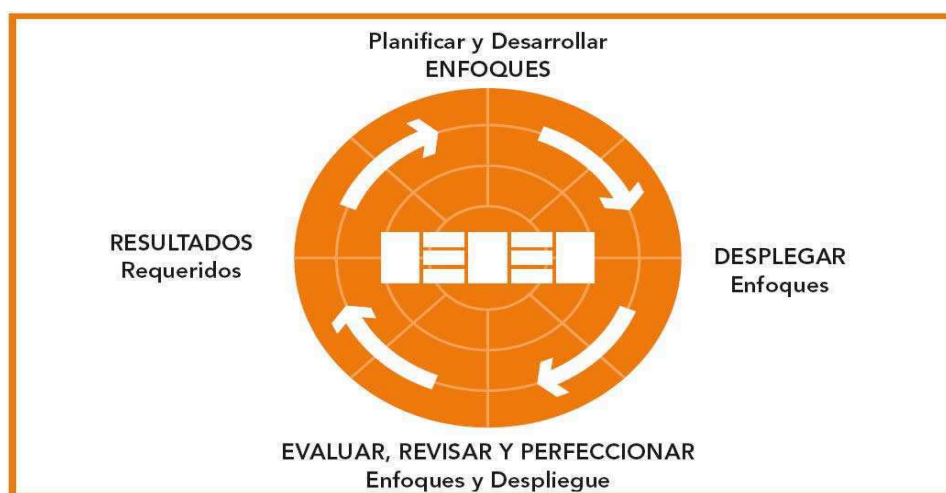 Planificar y Desarrollar
ENFOQUES
RESULTADOS
Requeridos
DESPLEGAR
Enfoques
EVALUAR, REVISAR Y PERFECCIONAR
Enfoques y Despliegue